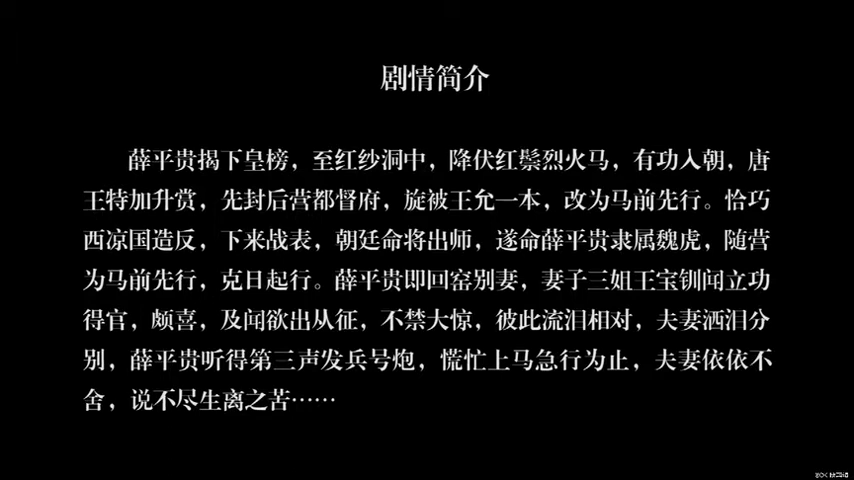 剧情简介
薛平贵揭下皇榜，至红纱洞中，降伏红鬃烈火马，有功入朝，唐
王特加升赏，先封后营都督府，旋被王允一本，改为马前先行。恰巧
西凉国造反，下来战表，朝廷命将出师，遂命薛平贵隶属魏虎，随营
为马前先行，克日起行。薛平贵即回窑别妻，妻子三姐王宝钏闻立功
得官，颇喜，及闻欲出从征，不禁大惊，彼此流泪相对，夫妻洒泪分
别，薛平贵听得第三声发兵号炮，慌忙上马急行为止，夫妻依依不
舍，说不尽生离之苦……